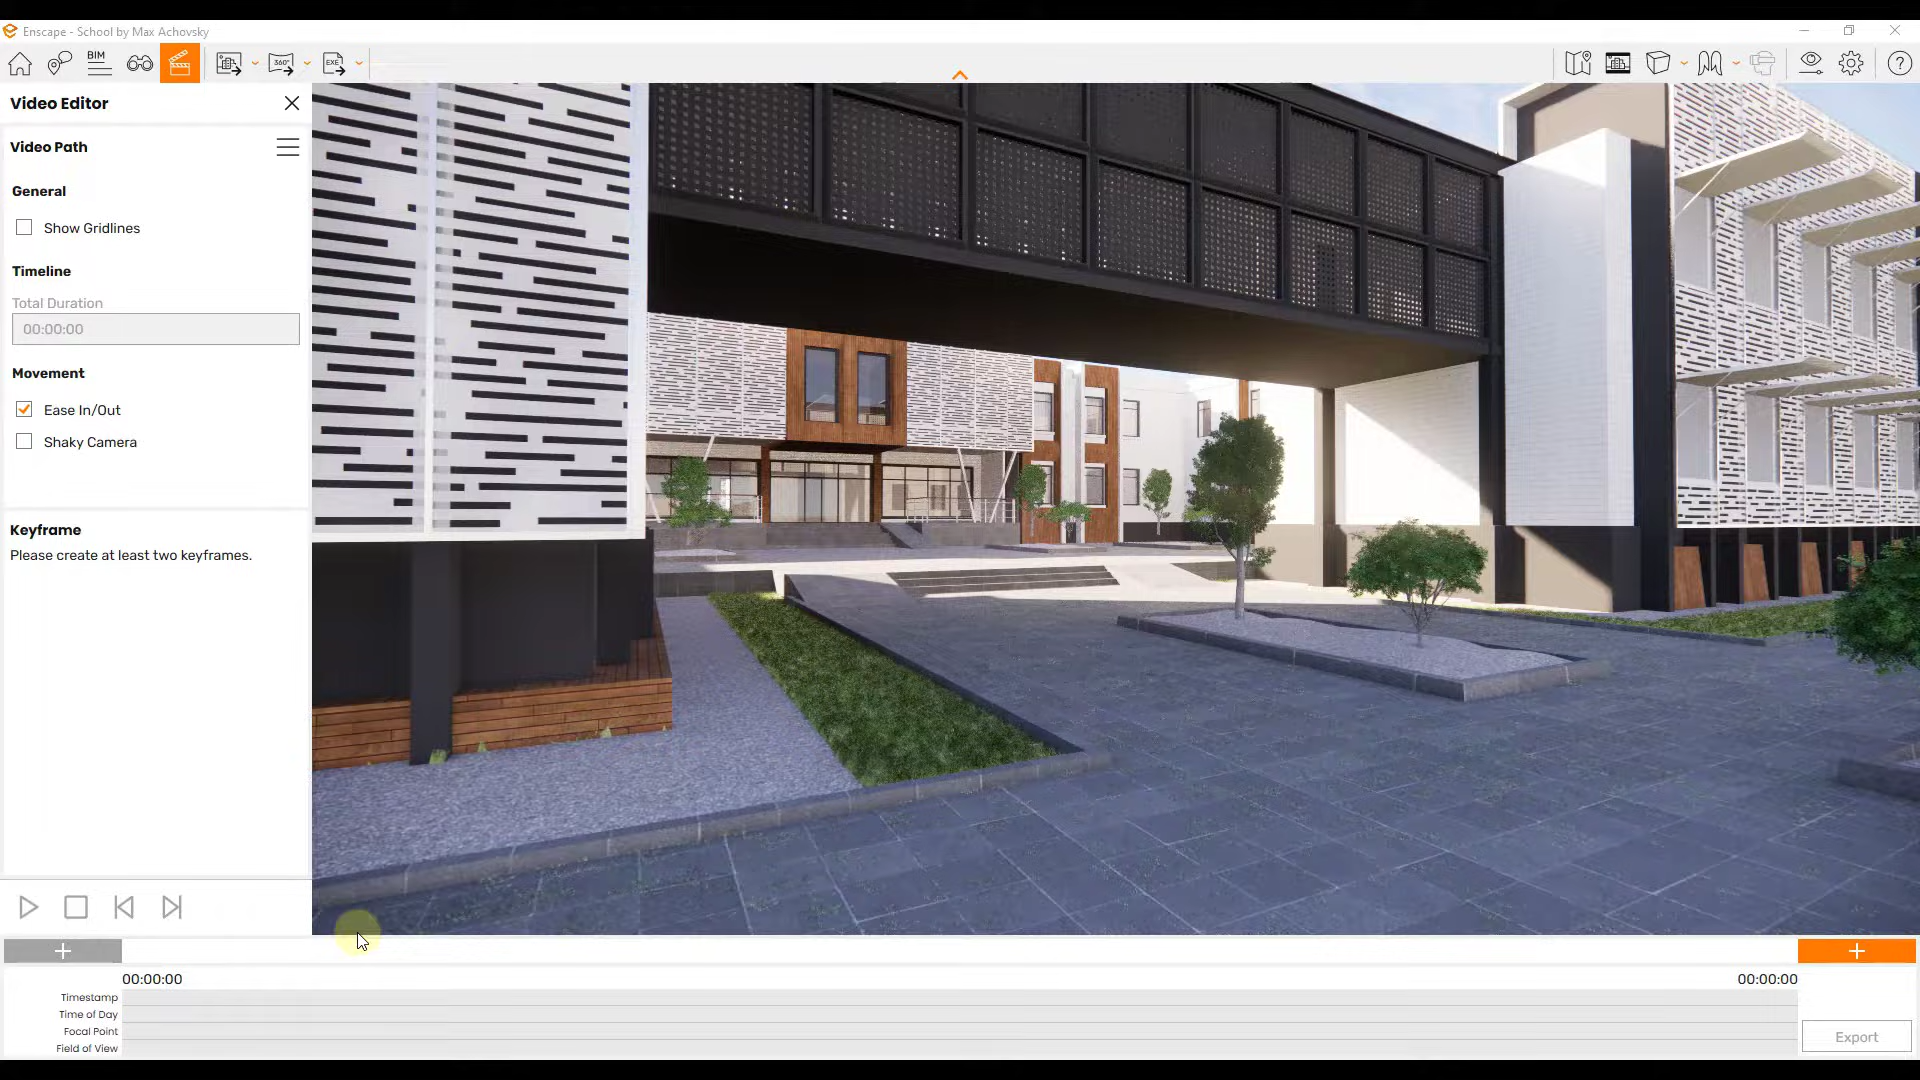 Enscape - School by Max Achovsky
BIM
360°
EXE
?
Video Editor
Video Path
General
Show Gridlines
Timeline
Total Duration
00:00:00
Movement
Ease In/Out
Shaky Camera
Keyframe
Please create at least two keyframes.
00:00:00
00:00:00
Timestamp
Time of Day
Focal Point
Field of View
Export